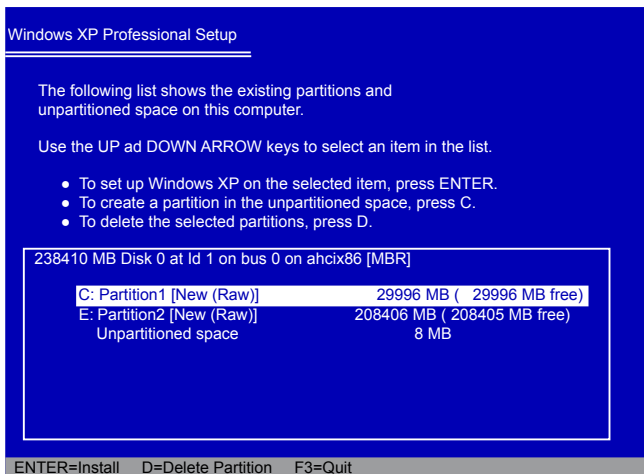 Windows XP Professional Setup
The following list shows the existing partitions and
unpartitioned space on this computer.
Use the UP ad DOWN ARROW keys to select an item in the list.
● To set up Windows XP on the selected item, press ENTER.
● To create a partition in the unpartitioned space, press C.
● To delete the selected partitions, press D.
238410 MB Disk 0 at Id 1 on bus 0 on ahcix86 [MBR]
C: Partition1 [New (Raw)] 29996 MB ( 29996 MB free)
E: Partition2 [New (Raw)] 208406 MB ( 208405 MB free)
Unpartitioned space 8 MB
ENTER=Install D=Delete Partition F3=Quit